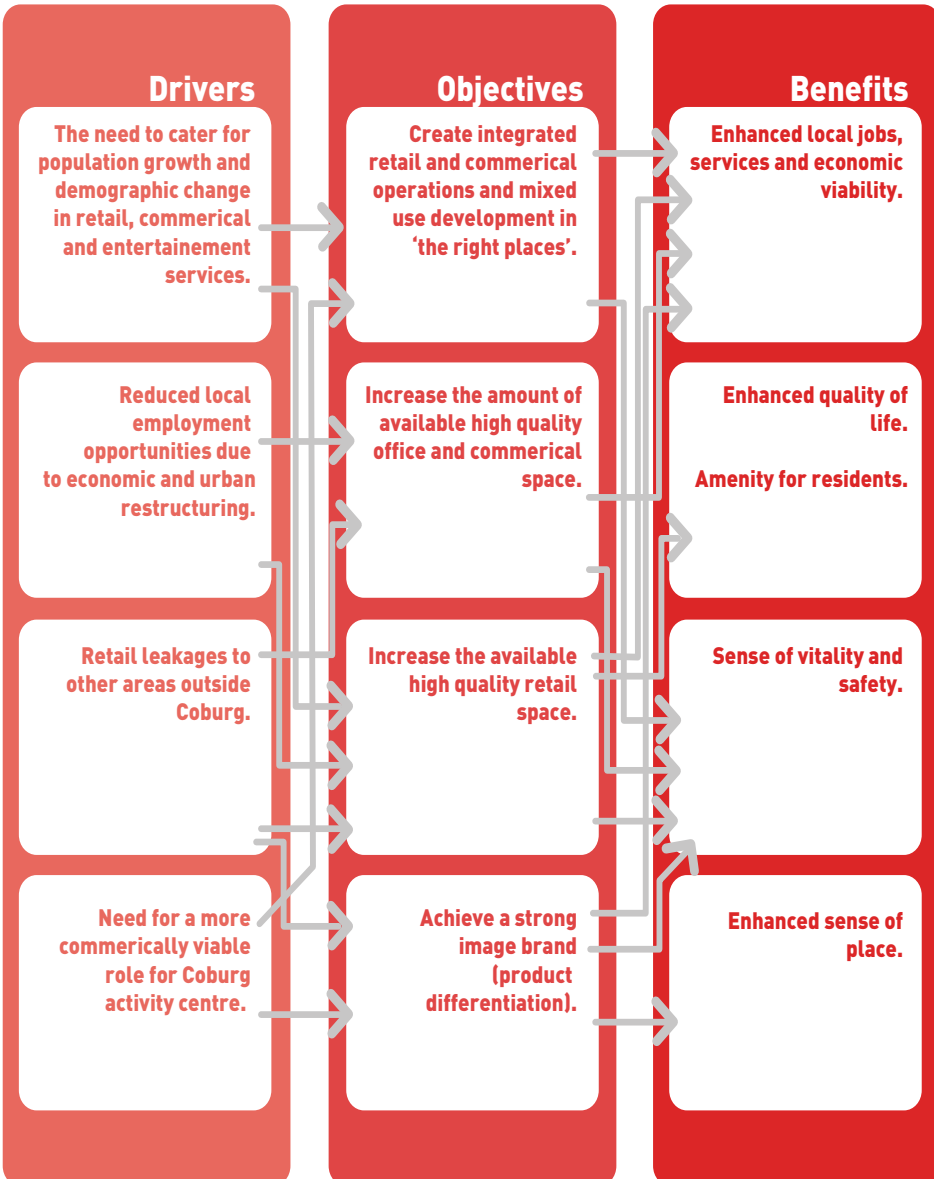 Drivers
The need to cater for
population growth and
demographic change
in retail, commerical
and entertainement
services.
Reduced local
employment
opportunities due
to economic and urban
restructuring.
Retail leakages to
other areas outside
Coburg.
Need for a more
commerically viable
role for Coburg
activity centre.
Objectives
Create integrated
retail and commerical
operations and mixed
use development in
‘the right places’.
Increase the amount of
available high quality
office and commerical
space.
Increase the available
high quality retail
space.
Achieve a strong
image brand
(product
differentiation).
Benefits
Enhanced local jobs,
services and economic
viability.
Enhanced quality of
life.
Amenity for residents.
Sense of vitality and
safety.
Enhanced sense of
place.